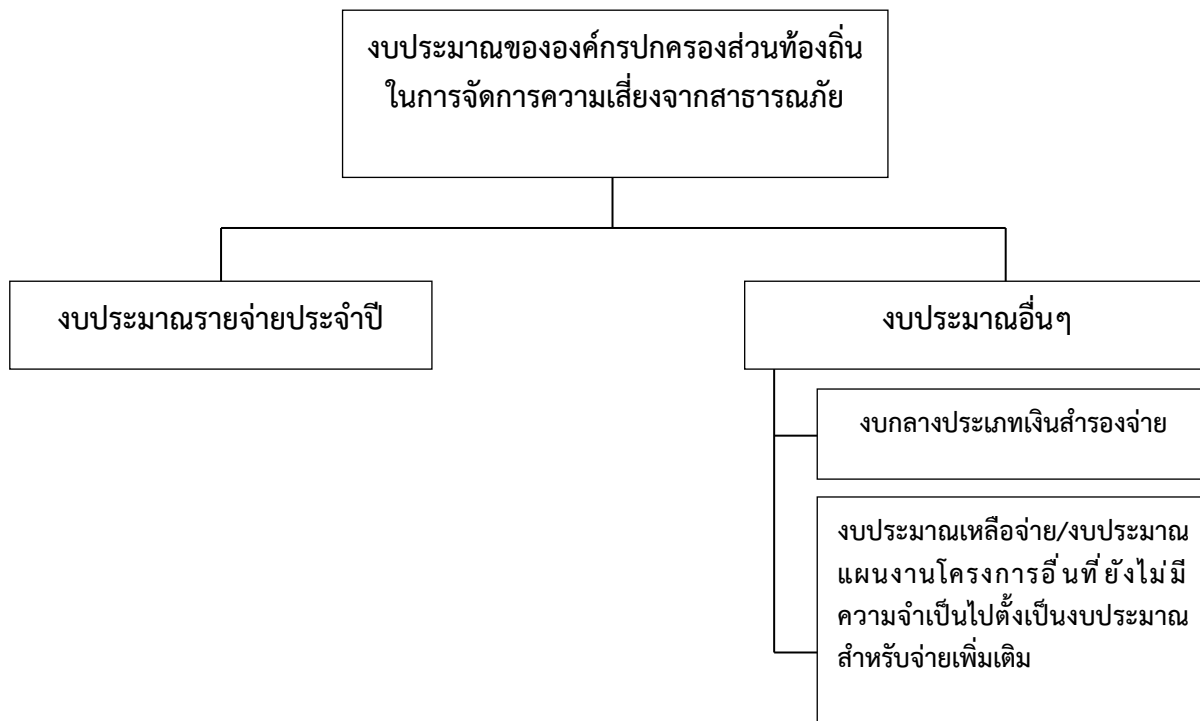 งบประมาณขององค์กรปกครองส่วนท้องถิ่น
ในการจัดการความเสี่ยงจากสาธารณภัย
งบประมาณรายจ่ายประจำปี
งบประมาณอื่นๆ
งบกลางประเภทเงินสำรองจ่าย
งบประมาณเหลือจ่าย/งบประมาณ
แผนงานโครงการอื่นที่ยังไม่มี
ความจำเป็นไปตั้งเป็นงบประมาณ
สำหรับจ่ายเพิ่มเติม